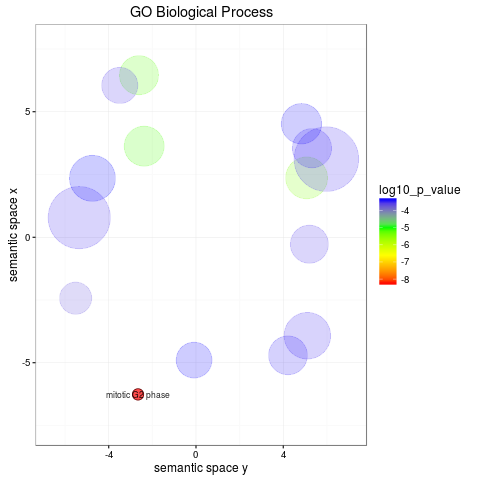 GO Biological Process
5
0
-5
semantic space x
mitotic G2 phase
-4
0
4
semantic space y
log10_p_value
-4
-5
-6
-7
-8